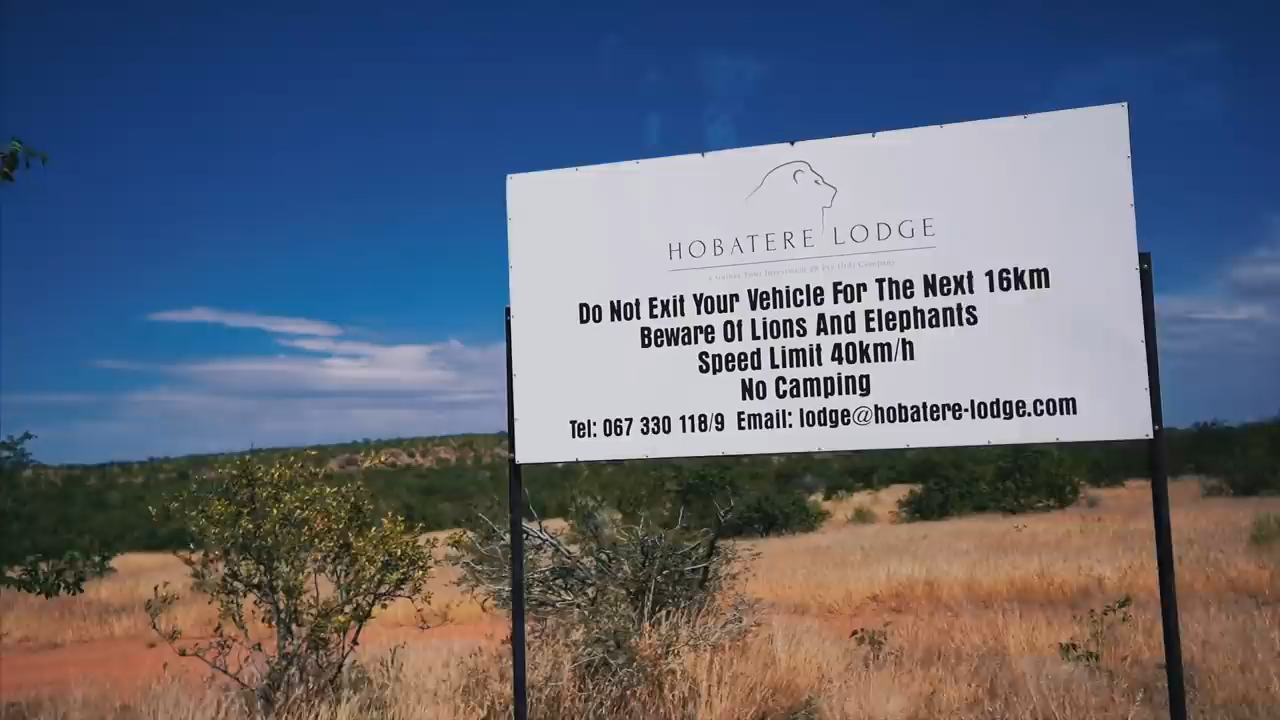 HOBATERE LODGE
Do Not Exit Your Vehicle For The Next 16km
Beware Of Lions And Elephants
Speed Limit 40km/h
No Camping
Tel: 067 330 118/9 Email: lodge@hobatere-lodge.com